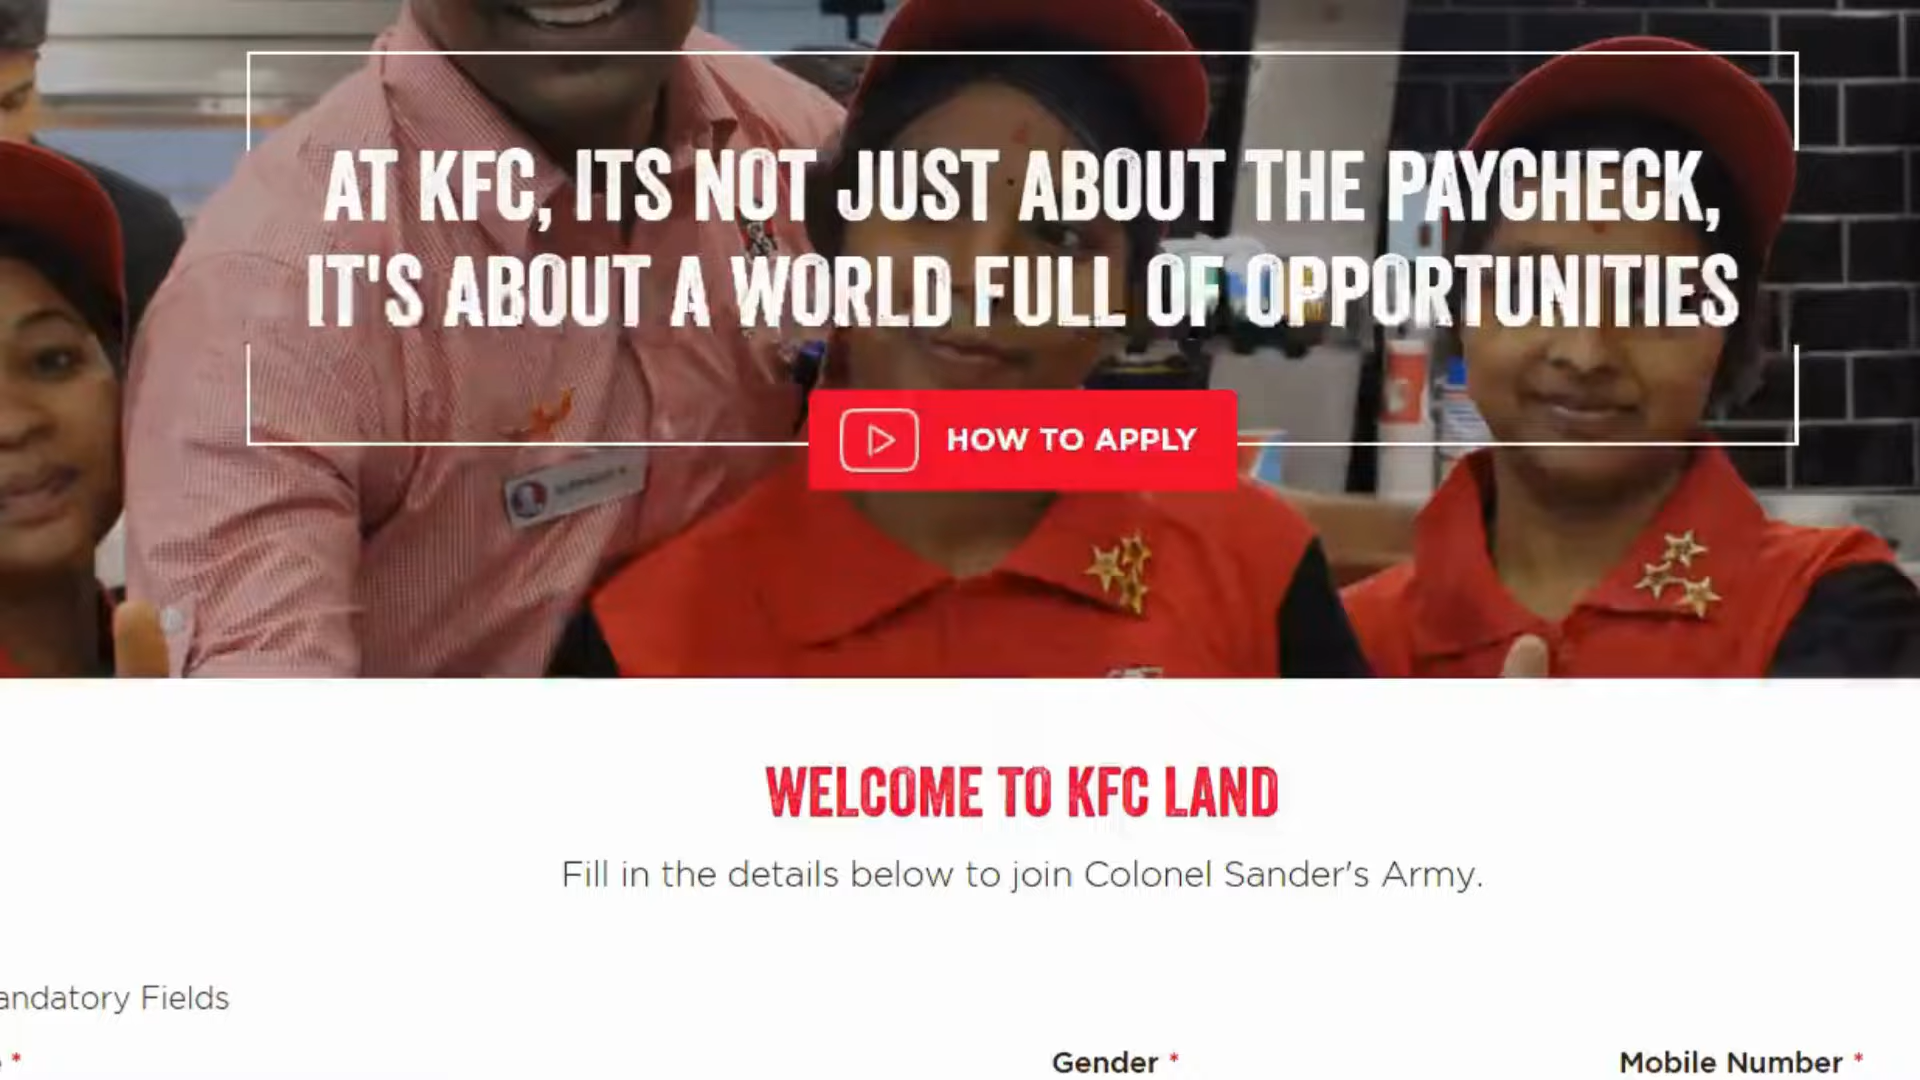 AT KFC, ITS NOT JUST ABOUT THE PAYCHECK,
IT'S ABOUT A WORLD FULL OF OPPORTUNITIES
HOW TO APPLY
WELCOME TO KFC LAND
Fill in the details below to join Colonel Sander's Army.
andatory Fields
*
Gender *
Mobile Number *